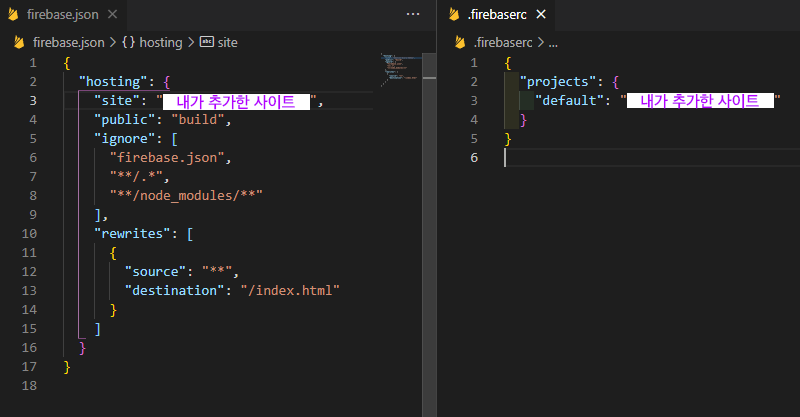 firebase.json ×
firebase.json > {} hosting > abc site
1 {
2 "hosting": {
3 "site": "내가 추가한 사이트",
4 "public": "build",
5 "ignore": [
6 "firebase.json",
7 "**/.*",
8 "**/node_modules/**"
9 ],
10 "rewrites": [
11 {
12 "source": "**",
13 "destination": "/index.html"
14 }
15 ]
16 }
17 }
18
.firebaserc ×
.firebaserc > ...
1 {
2 "projects": {
3 "default": "내가 추가한 사이트"
4 }
5 }
6